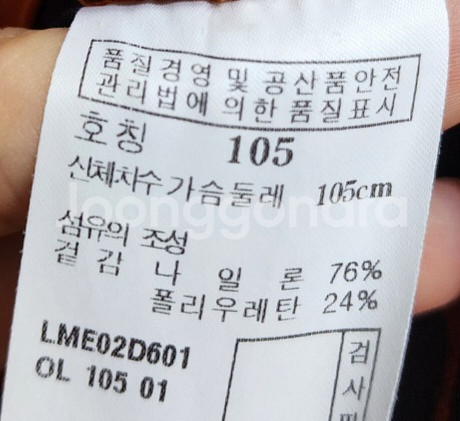 품질경영 및 공산품안전
관리법에 의한 품질표시
호칭 105
신체치수 가슴둘레 105cm
joonggonara
섬유의 조성
겉감 나일론 76%
폴리우레탄 24%
LME02D601
OL 105 01
검
사